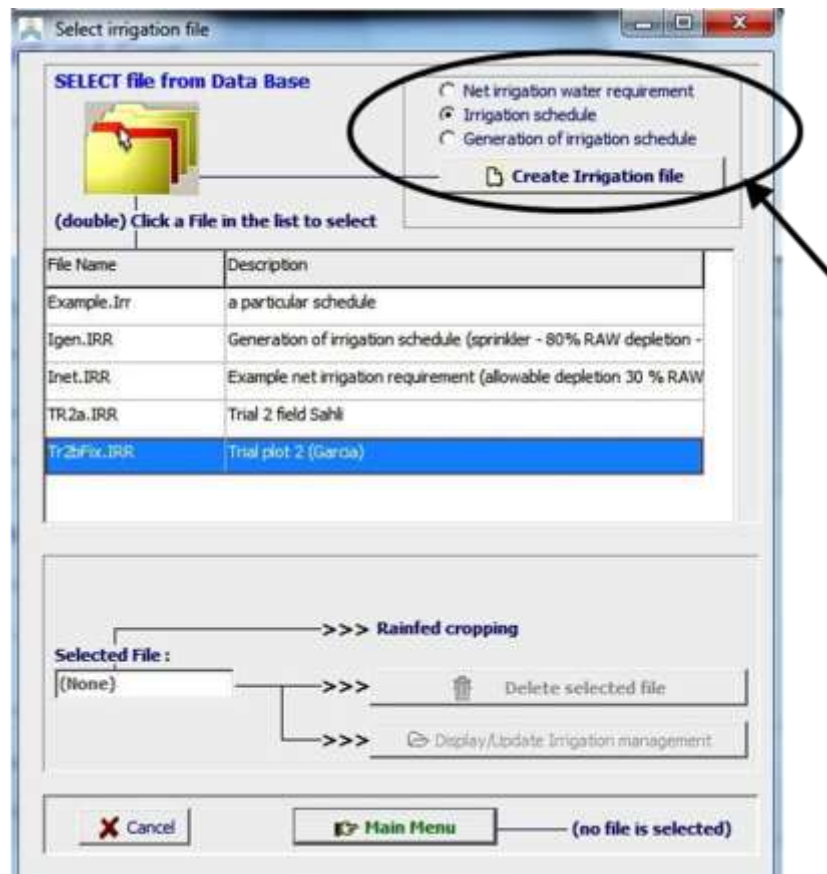 Select irrigation file
SELECT file from Data Base
Net irrigation water requirement
Irrigation schedule
Generation of irrigation schedule
Create Irrigation file
(double) Click a File in the list to select
File Name Description
Example.Irr a particular schedule
Igen.IRR Generation of irrigation schedule (sprinkler - 80% RAW depletion -
Inet.IRR Example net irrigation requirement (allowable depletion 30 % RAW
TR2a.IRR Trial 2 field Sahli
Tr2bFix.IRR Trial plot 2 (Garcia)
>>> Rainfed cropping
Selected File :
(None) >>> Delete selected file
>>> Display/Update Irrigation management
Cancel Main Menu (no file is selected)